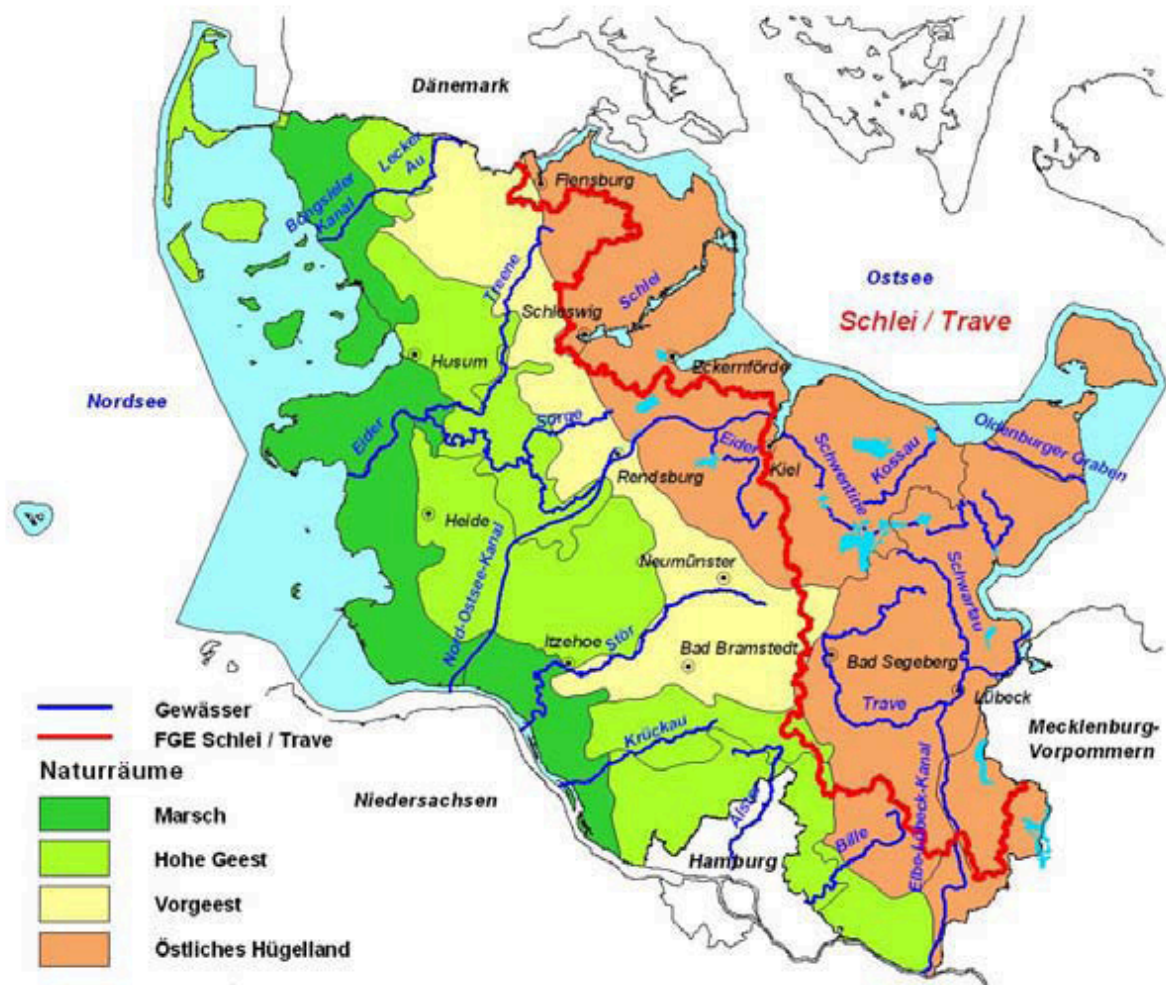 Dänemark
Lecker
Au
Bongsieler
Kanal
Flensburg
Treene
Schlei
Ostsee
Schlei / Trave
Schleswig
Husum
Eckernförde
Nordsee
Eider
Sorge
Eider
Oldenburger Graben
Kossau
Schwentine
Kiel
Rendsburg
Heide
Nord-Ostsee-Kanal
Neumünster
Schwartau
Itzehoe
Stör
Bad Bramstedt
Bad Segeberg
Lübeck
Trave
Mecklenburg-
Vorpommern
Krückau
Niedersachsen
Alster
Bille
Elbe-Lübeck-Kanal
Hamburg
Gewässer
FGE Schlei / Trave
Naturräume
Marsch
Hohe Geest
Vorgeest
Östliches Hügelland